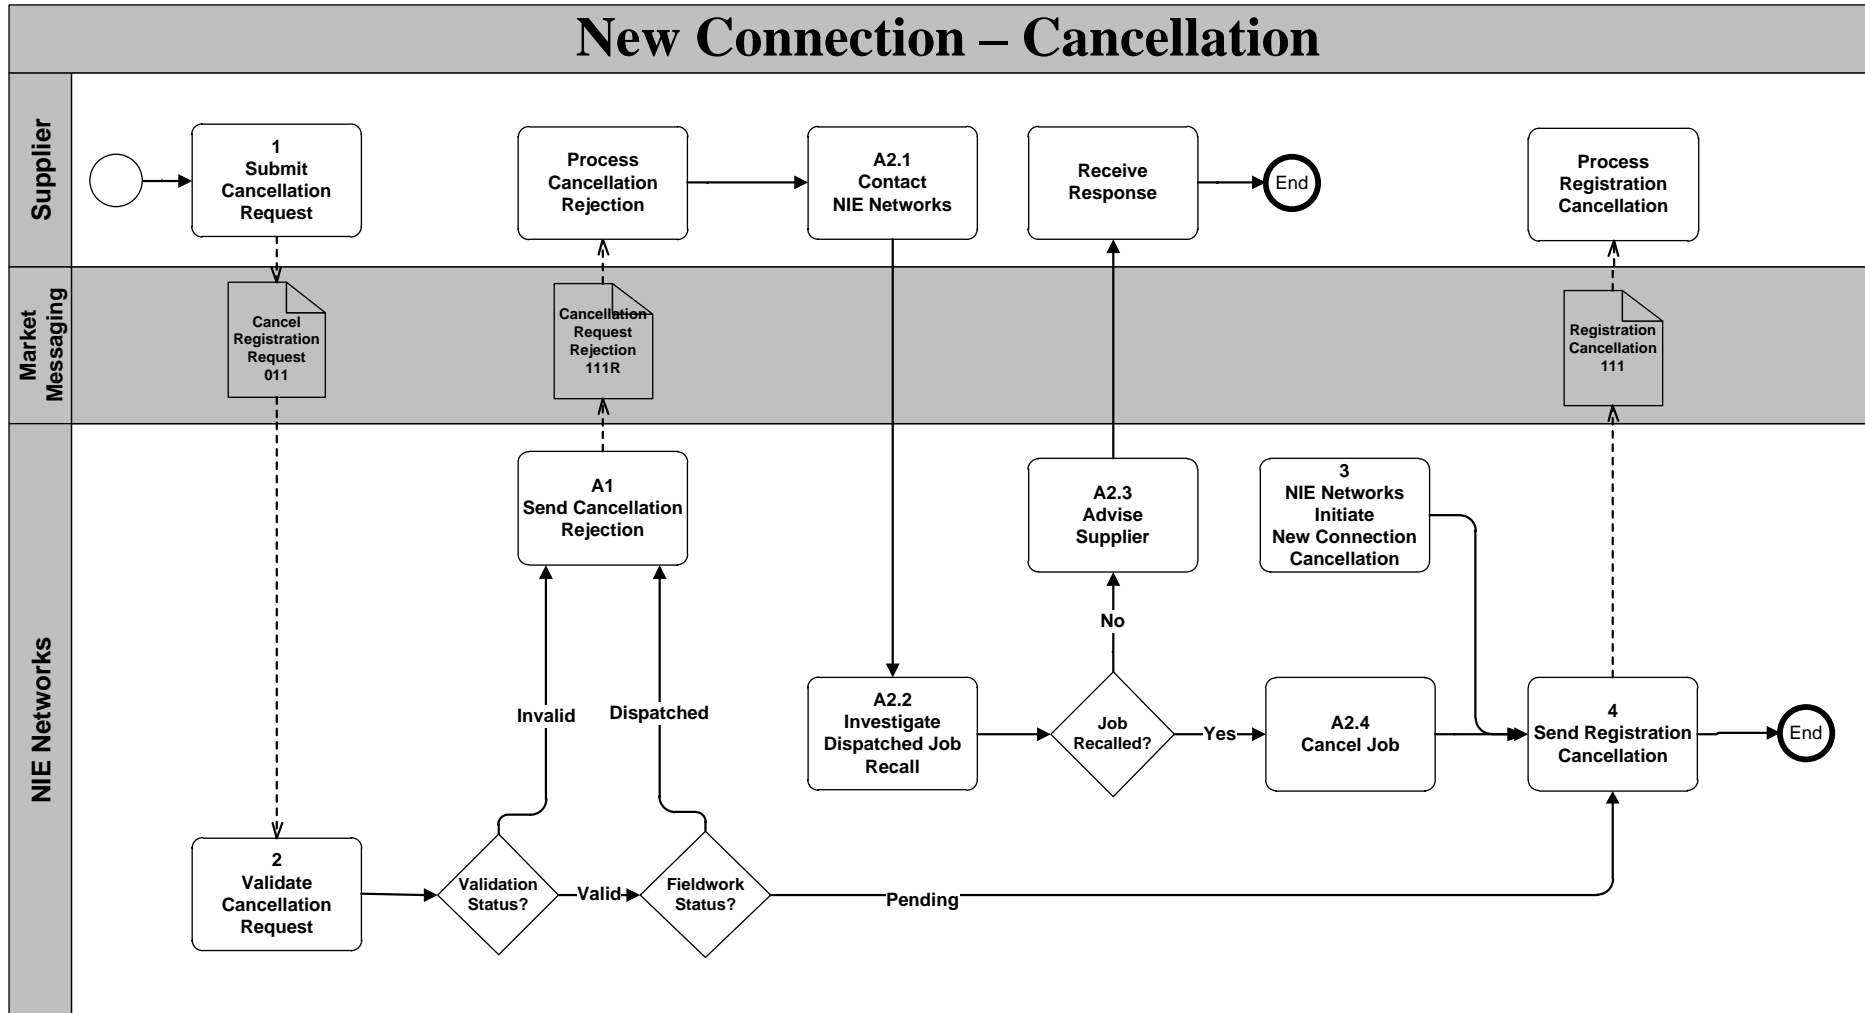 New Connection – Cancellation
Supplier
1
Submit
Cancellation
Request
Process
Cancellation
Rejection
A2.1
Contact
NIE Networks
Receive
Response
End
Process
Registration
Cancellation
Market
Messaging
Cancel
Registration
Request
011
Cancellation
Request
Rejection
111R
Registration
Cancellation
111
NIE Networks
A1
Send Cancellation
Rejection
A2.3
Advise
Supplier
3
NIE Networks
Initiate
New Connection
Cancellation
No
Invalid
Dispatched
A2.2
Investigate
Dispatched Job
Recall
Job
Recalled?
Yes
A2.4
Cancel Job
4
Send Registration
Cancellation
End
2
Validate
Cancellation
Request
Validation
Status?
Valid
Fieldwork
Status?
Pending